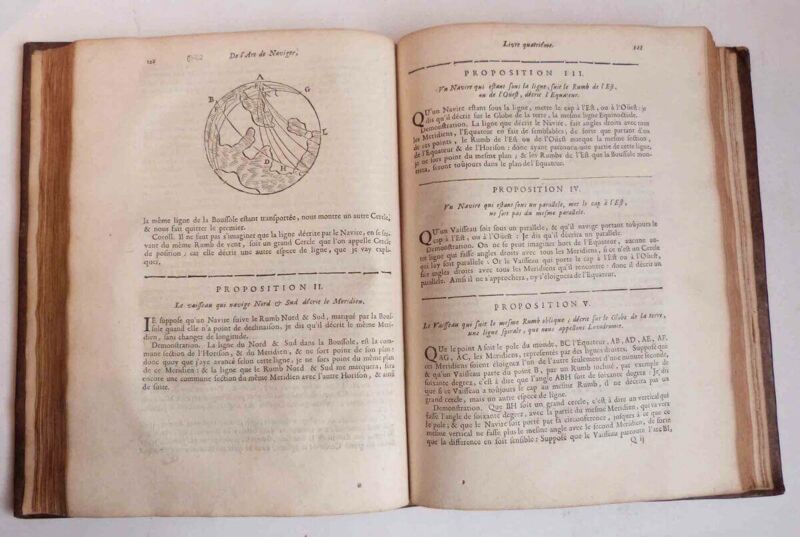 122
De l'Art de Naviger,
A
B
G
E
D
H
la même ligne de la Boussole estant transportée, nous montre un autre Cercle,
& nous fait quitter le premier.
Coroll. Il ne faut pas s'imaginer que la ligne décrite par le Navire, en se ser-
vant du même Rumb de vent, soit un grand Cercle que l'on appelle Cercle
de position; car elle décrit une autre espece de ligne, que je vay expli-
quer.
PROPOSITION II.
Le vaisseau qui navige Nord & Sud décrit le Meridien.
JE suppose qu'un Navire suive le Rumb Nord & Sud, marqué par la Bous-
sole quand elle n'a point de declinaison, je dis qu'il décrit le même Meri-
dien, sans changer de longitude.
Demonstration. La ligne du Nord & Sud dans la Boussole, est la com-
mune section de l'Horison, & du Meridien, & ne sort point de son plan:
donc quoy que j'aye avancé selon cette ligne, je ne sors point du même plan
de ce Meridien; & la ligne que le Rumb Nord & Sud me marquera, sera
encore une commune section du même Meridien avec l'autre Horison, & ainsi
de suite.
Livre quatriéme.
123
PROPOSITION III.
Un Navire qui estant sous la ligne, suit le Rumb de l'Est,
ou de l'Oüest, décrit l'Equateur.
QU'un Navire estant sous la ligne, mette le cap à l'Est, ou à l'Oüest: je
dis qu'il décrit sur le Globe de la terre, la même ligne Equinoctiale.
Demonstration. La ligne que décrit le Navire, fait angles droits avec tous
les Meridiens, l'Equateur en fait de semblables; de sorte que partant d'un
de ces points, le Rumb de l'Est ou de l'Oüest marque la même section,
de l'Equateur & de l'Horison: donc ayant parcouru une partie de cette ligne,
je ne sors point du même plan; & les Rumbs de l'Est que la Boussole mon-
trera, seront toûjours dans le plan de l'Equateur.
PROPOSITION IV.
Un Navire qui estant sous un parallele, met le cap à l'Est,
ne sort pas du mesme parallele.
QU'un Vaisseau soit sous un parallele, & qu'il navige portant toûjours le
cap à l'Est, ou à l'Oüest: Je dis qu'il décrira un parallele.
Demonstration. On ne se peut imaginer hors de l'Equateur, aucune au-
tre ligne que fasse angles droits avec tous les Meridiens, si ce n'est un Cercle
qui luy soit parallele: Or le Vaisseau qui porte le cap à l'Est, ou à l'Oüest,
fait angles droits avec tous les Meridiens qu'il rencontre: donc il décrit un
parallele. Ainsi il ne s'approchera, ny s'éloignera de l'Equateur.
PROPOSITION V.
Le Vaisseau qui suit le mesme Rumb oblique, décrit sur le Globe de la terre,
une ligne spirale, que nous appellons Loxodromie.
QUe le point A soit le pole du monde, BC l'Equateur, AB, AD, AE, AF,
AG, AC, les Meridiens, representés par des lignes droites. Supposé que
les Meridiens soient éloignez l'un de l'autre seulement d'une minute seconde,
& qu'un Vaisseau parte du point B, par un Rumb incliné, par exemple de
soixante degrez, c'est à dire que l'angle ABH soit de soixante degrez: Je dis
que si ce Vaisseau a toûjours le cap au mesme Rumb, il ne décrira pas un
grand cercle, mais un autre espece de ligne.
Demonstration. Que BH soit un grand cercle, c'est à dire un vertical qui
fasse l'angle de soixante degrez, avec la partie du mesme Meridien, qui va vers
le pole; & que le Navire soit porté par sa circonference, jusques à ce que ce
mesme vertical ne fasse plus le mesme angle avec le second Meridien, de sorte
que la difference en soit sensible: Supposé que le Vaisseau parcoure l'arc BI,
Q ij